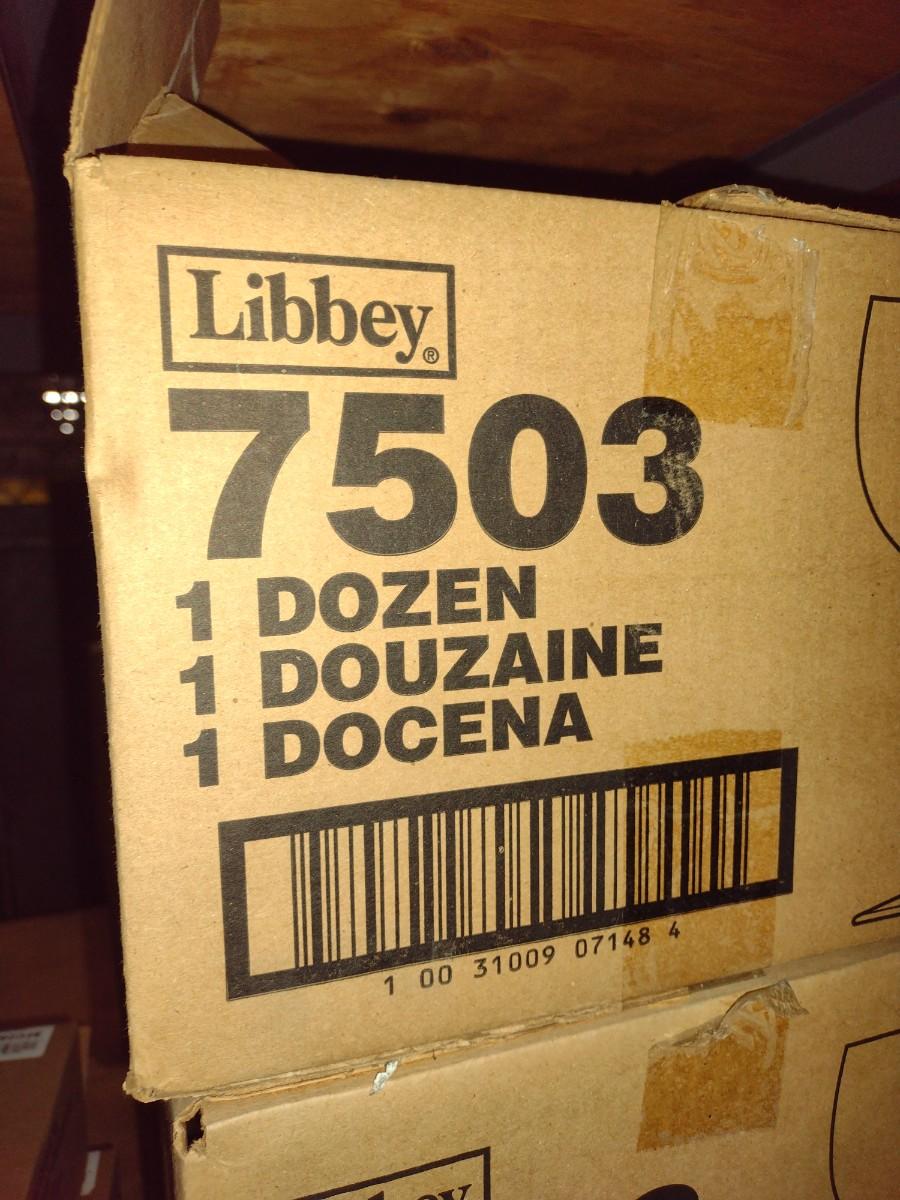 Libbey®
7503
1 DOZEN
1 DOUZAINE
1 DOCENA
1 00 31009 07148 4